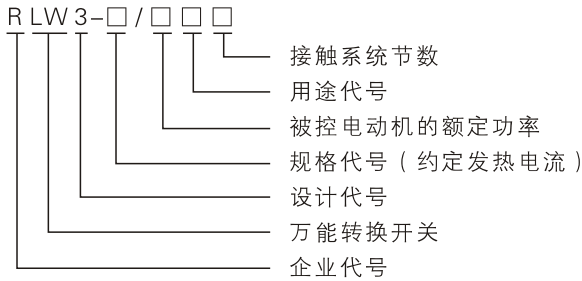 RLW3-□/□□□
接触系统节数
用途代号
被控电动机的额定功率
规格代号(约定发热电流)
设计代号
万能转换开关
企业代号